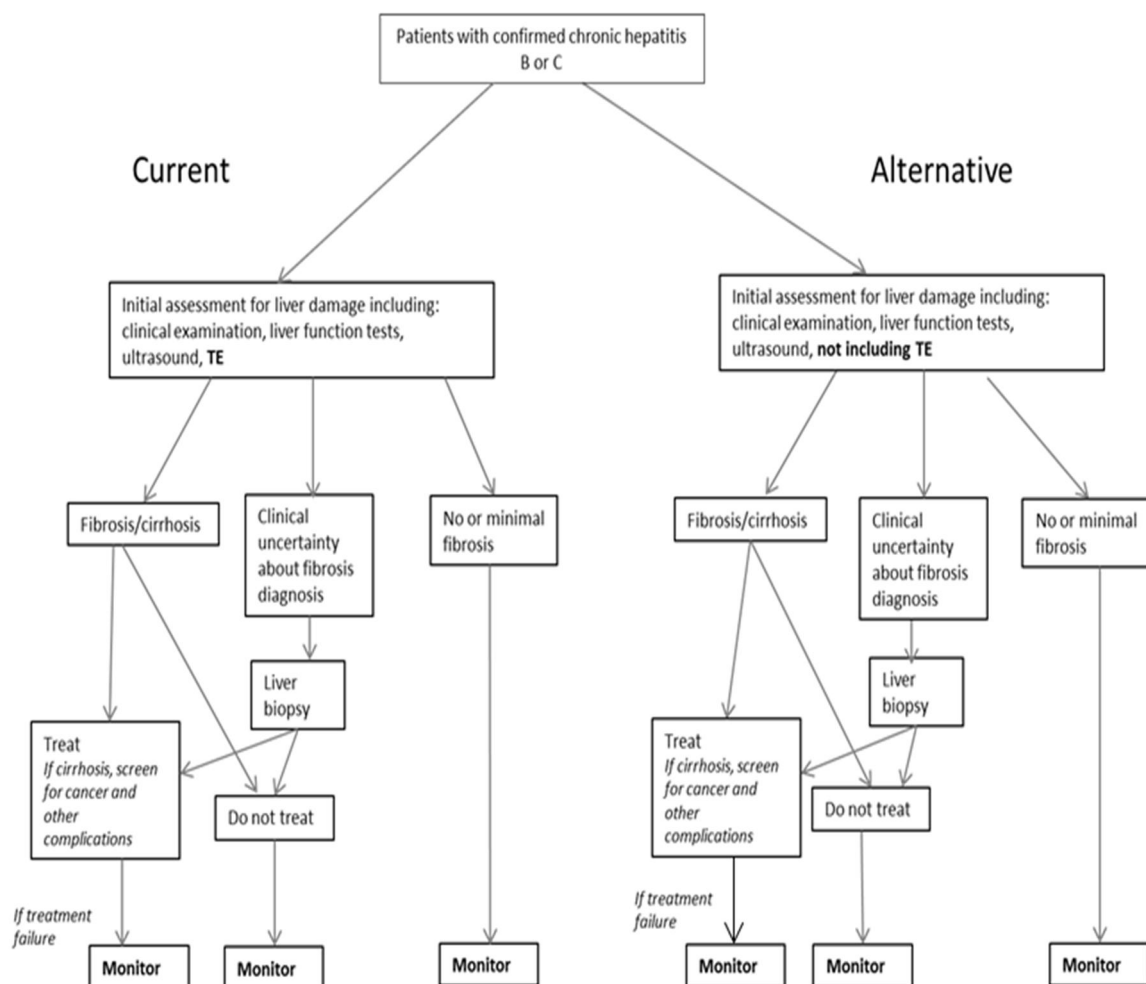 Patients with confirmed chronic hepatitis
B or C
Current
Alternative
Initial assessment for liver damage including:
clinical examination, liver function tests,
ultrasound, TE
Initial assessment for liver damage including:
clinical examination, liver function tests,
ultrasound, not including TE
Fibrosis/cirrhosis
Clinical
uncertainty
about fibrosis
diagnosis
No or minimal
fibrosis
Fibrosis/cirrhosis
Clinical
uncertainty
about fibrosis
diagnosis
No or minimal
fibrosis
Liver
biopsy
Liver
biopsy
Treat
If cirrhosis, screen
for cancer and
other
complications
Do not treat
Treat
If cirrhosis, screen
for cancer and
other
complications
Do not treat
If treatment
failure
If treatment
failure
Monitor
Monitor
Monitor
Monitor
Monitor
Monitor